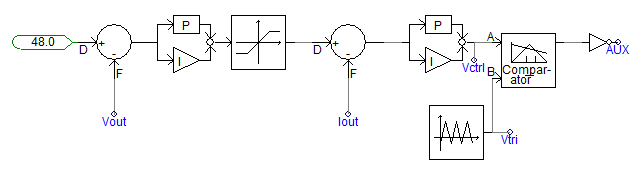 48.0
D
+
-
F
Vout
P
I
D
+
-
F
Iout
P
I
Vctrl
A
B
Compar-
ator
Vtri
AUX